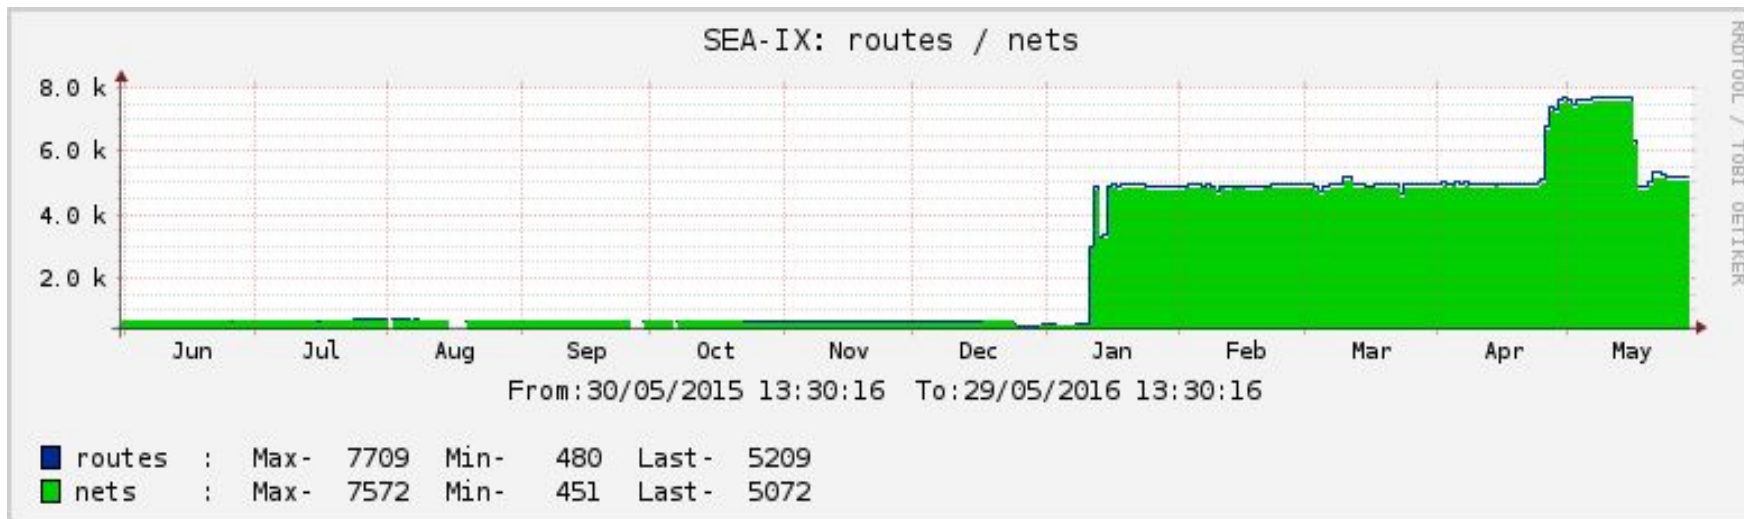 SEA-IX: routes / nets
8.0 k
6.0 k
4.0 k
2.0 k
Jun Jul Aug Sep Oct Nov Dec Jan Feb Mar Apr May
From:30/05/2015 13:30:16 To:29/05/2016 13:30:16
routes : Max- 7709 Min- 480 Last- 5209
nets : Max- 7572 Min- 451 Last- 5072
RRDTOOL / TOBI OETIKER